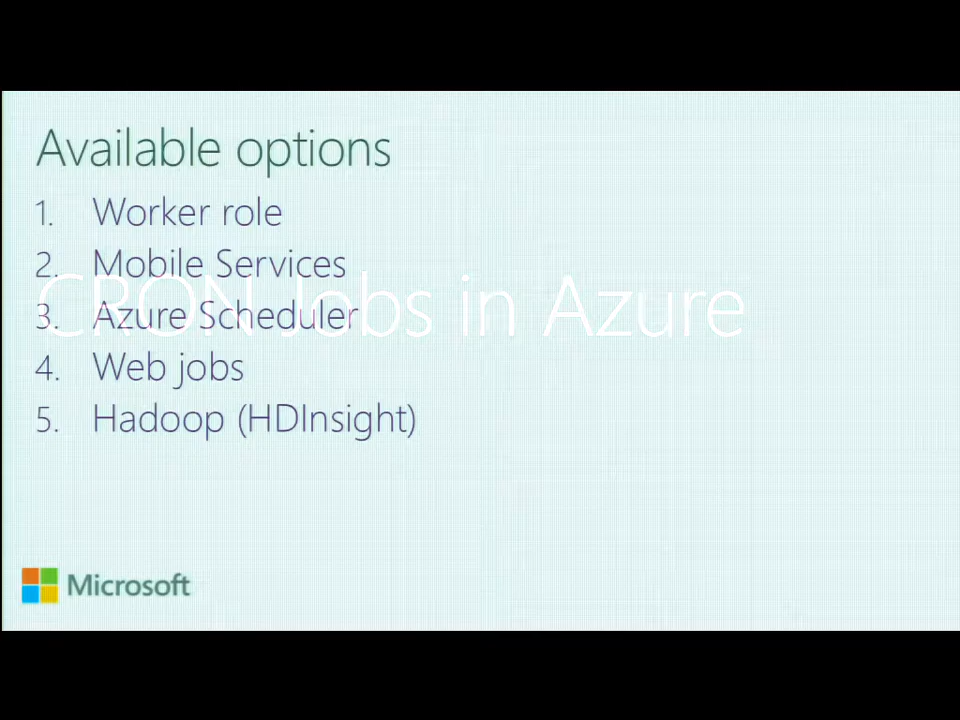 Available options
1. Worker role
2. Mobile Services
CRON Jobs in Azure
3. Azure Scheduler
4. Web jobs
5. Hadoop (HDInsight)
Microsoft